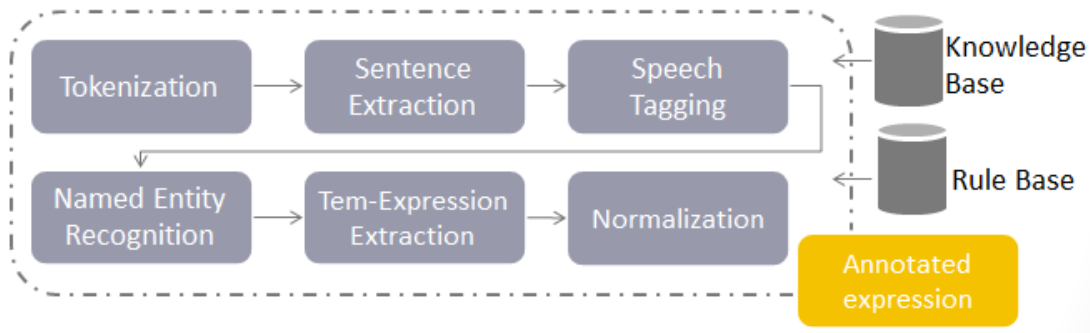 Tokenization
Sentence
Extraction
Speech
Tagging
Knowledge
Base
Named Entity
Recognition
Tem-Expression
Extraction
Normalization
Rule Base
Annotated
expression